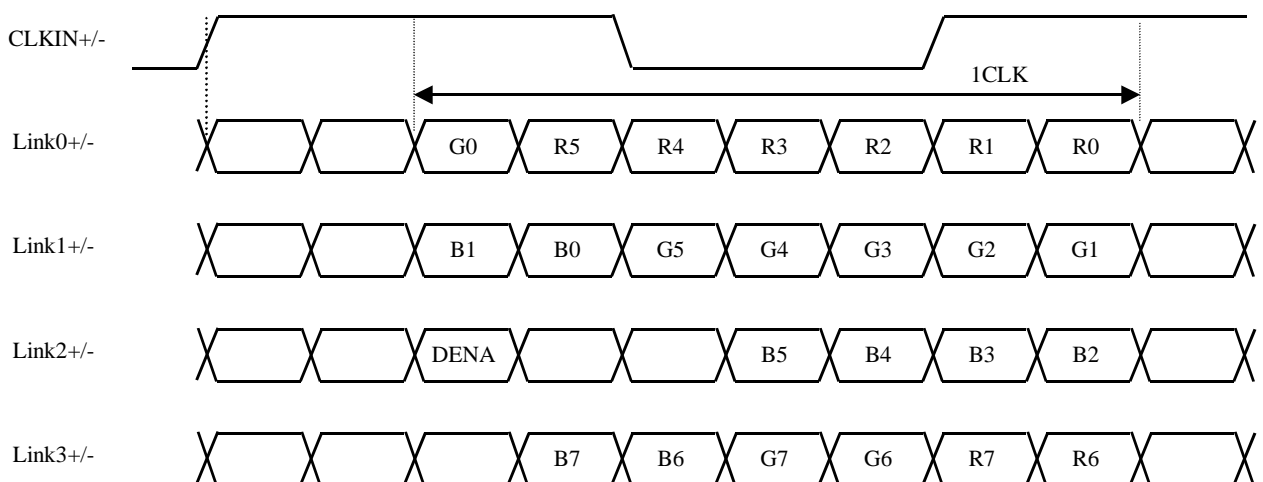 CLKIN+/-
1CLK
Link0+/- G0 R5 R4 R3 R2 R1 R0
Link1+/- B1 B0 G5 G4 G3 G2 G1
Link2+/- DENA B5 B4 B3 B2
Link3+/- B7 B6 G7 G6 R7 R6